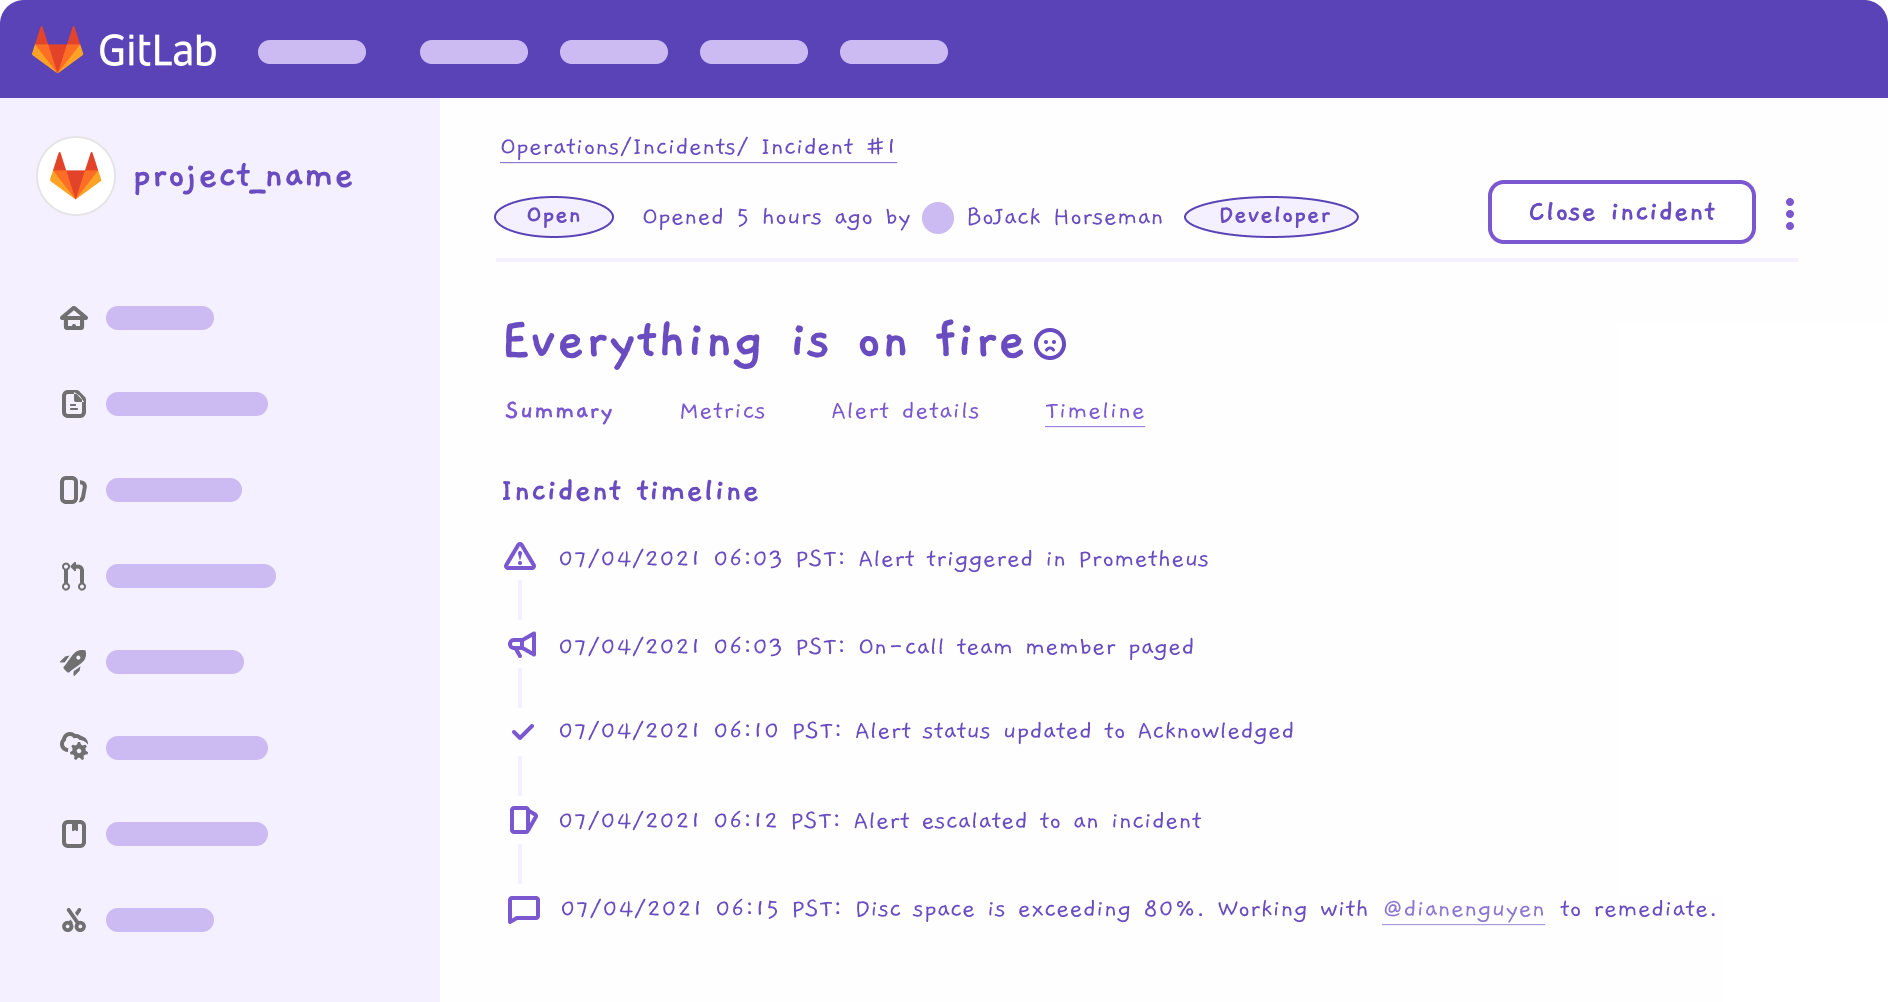 GitLab
project_name
Operations/Incidents/ Incident #1
Open Opened 5 hours ago by BoJack Horseman Developer Close incident
Everything is on fire
Summary Metrics Alert details Timeline
Incident timeline
07/04/2021 06:03 PST: Alert triggered in Prometheus
07/04/2021 06:03 PST: On-call team member paged
07/04/2021 06:10 PST: Alert status updated to Acknowledged
07/04/2021 06:12 PST: Alert escalated to an incident
07/04/2021 06:15 PST: Disc space is exceeding 80%. Working with @dianenguyen to remediate.